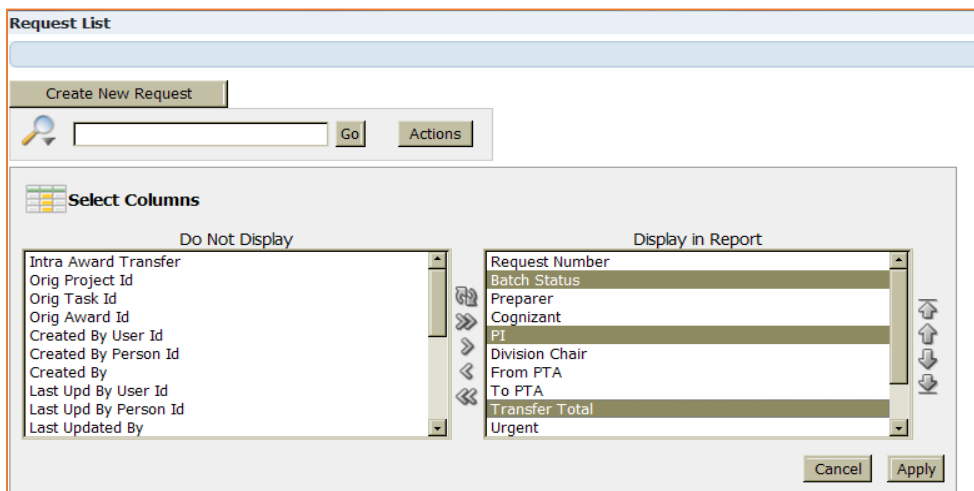 Request List
Create New Request
Go
Actions
Select Columns
Do Not Display
Intra Award Transfer
Orig Project Id
Orig Task Id
Orig Award Id
Created By User Id
Created By Person Id
Created By
Last Upd By User Id
Last Upd By Person Id
Last Updated By
Display in Report
Request Number
Batch Status
Preparer
Cognizant
PI
Division Chair
From PTA
To PTA
Transfer Total
Urgent
Cancel
Apply